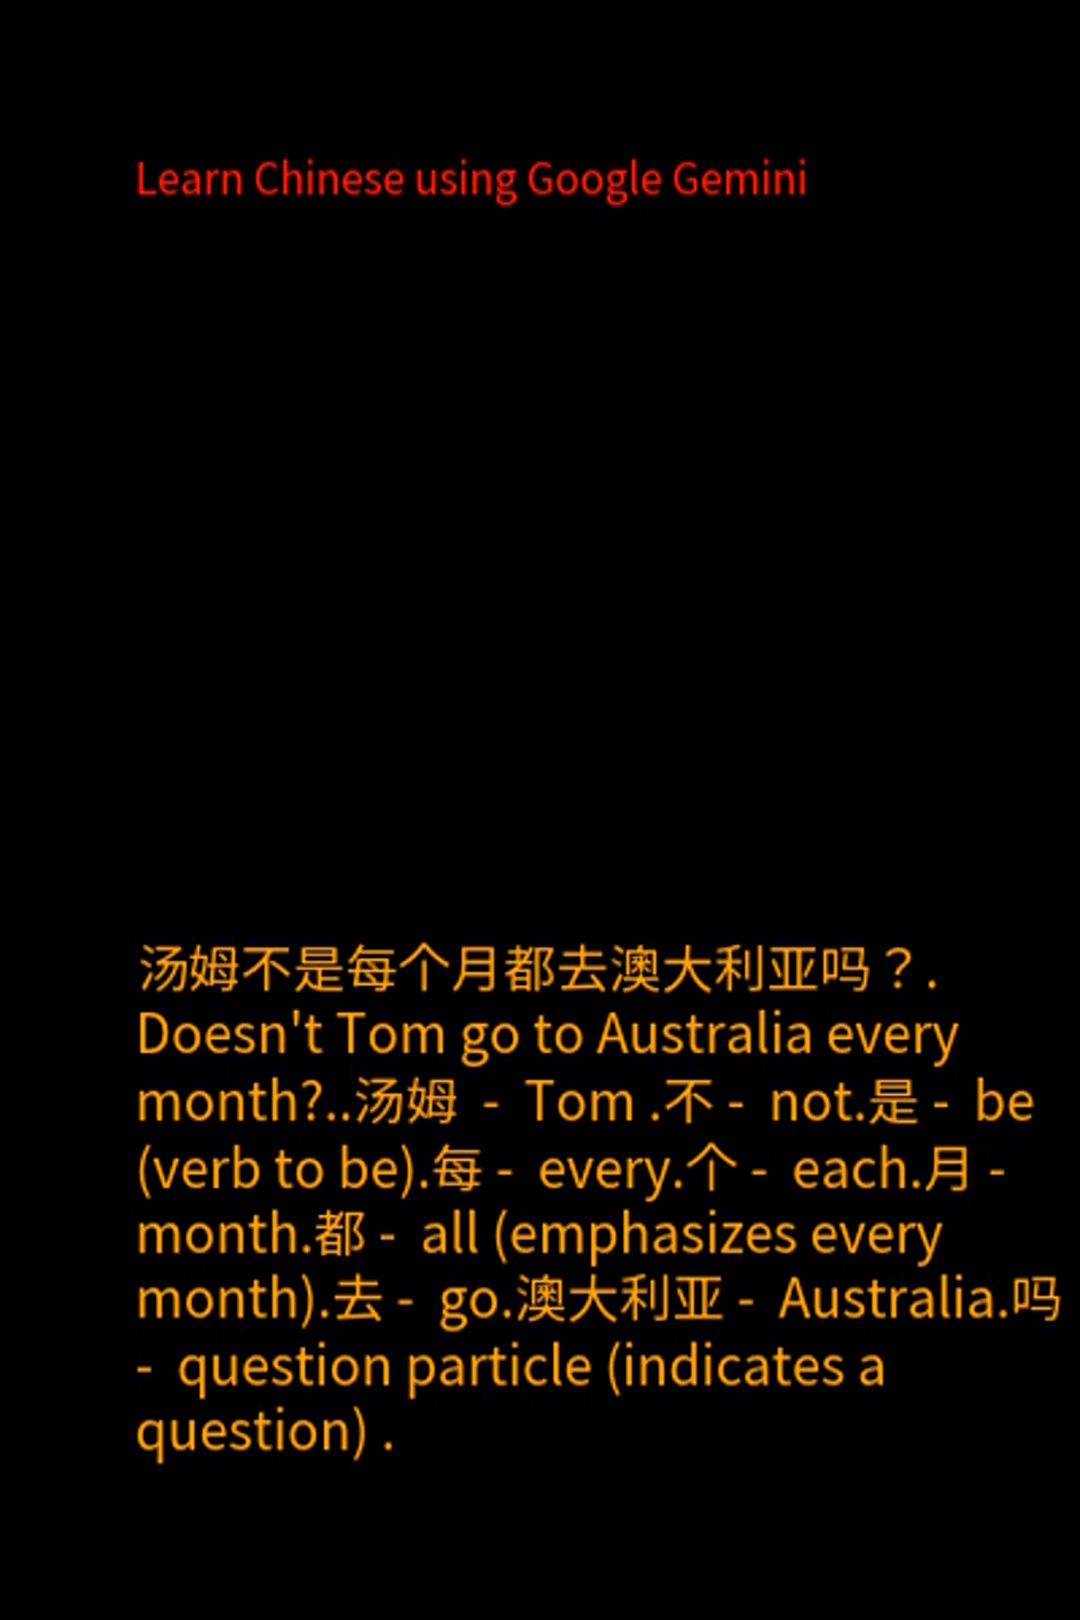 Learn Chinese using Google Gemini
汤姆不是每个月都去澳大利亚吗？.
Doesn't Tom go to Australia every
month?..汤姆 - Tom .不 - not.是 - be
(verb to be).每 - every.个 - each.月 -
month.都 - all (emphasizes every
month).去 - go.澳大利亚 - Australia.吗
- question particle (indicates a
question) .